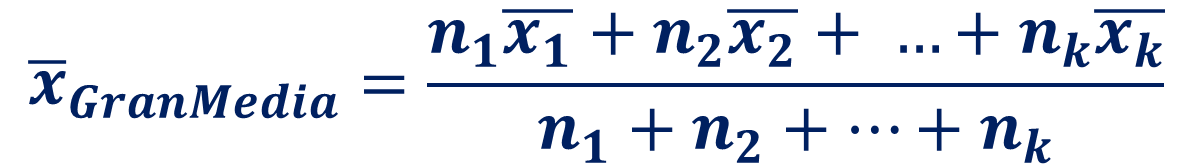 x̅_GranMedia = (n₁x̅₁ + n₂x̅₂ + … + nₖx̅ₖ) / (n₁ + n₂ + ⋯ + nₖ)